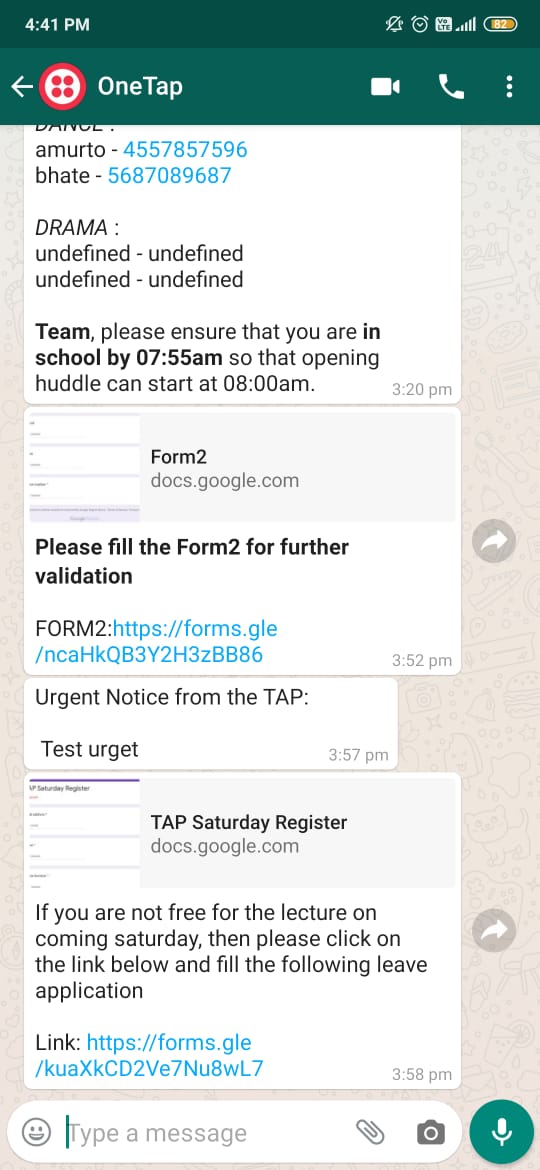 4:41 PM
82
OneTap
DANCE :
amurto - 4557857596
bhate - 5687089687
DRAMA :
undefined - undefined
undefined - undefined
Team, please ensure that you are in
school by 07:55am so that opening
huddle can start at 08:00am.
3:20 pm
Form2
docs.google.com
Please fill the Form2 for further
validation
FORM2:https://forms.gle
/ncaHkQB3Y2H3zBB86
3:52 pm
Urgent Notice from the TAP:
Test urget
3:57 pm
AP Saturday Register
TAP Saturday Register
docs.google.com
If you are not free for the lecture on
coming saturday, then please click on
the link below and fill the following leave
application
Link: https://forms.gle
/kuaXkCD2Ve7Nu8wL7
3:58 pm
Type a message